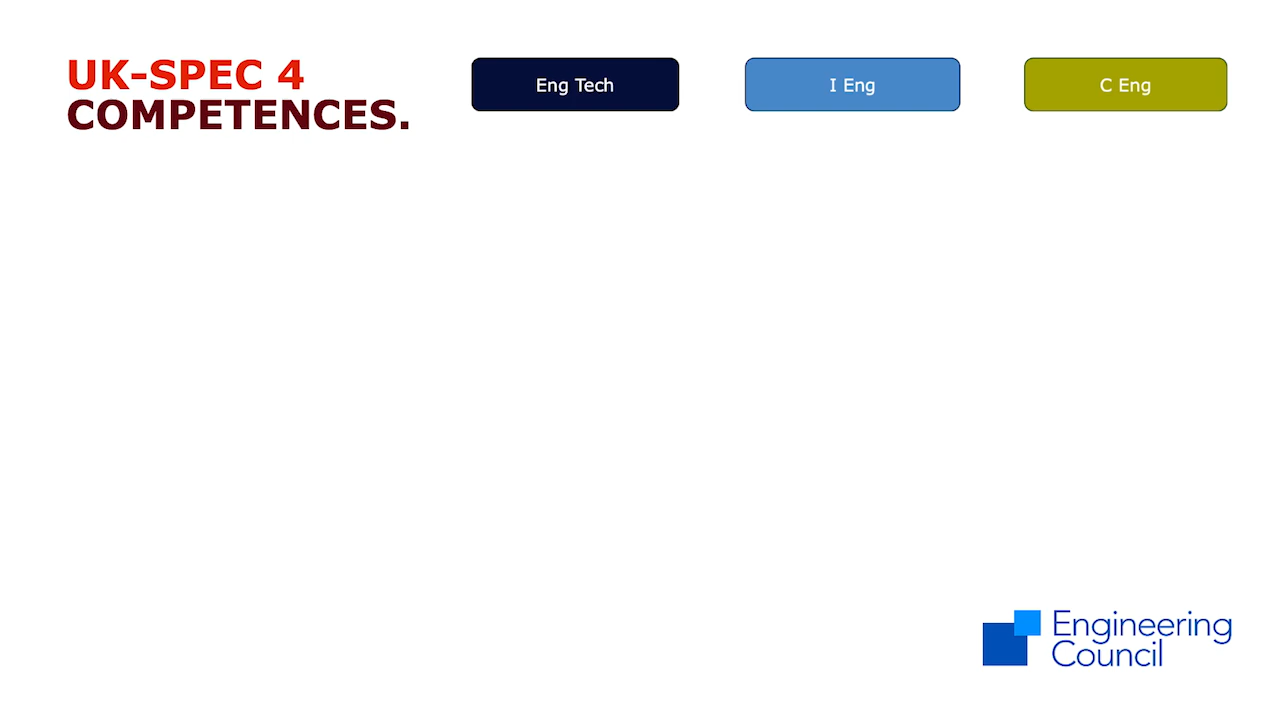 UK-SPEC 4
COMPETENCES.
Eng Tech
I Eng
C Eng
Engineering
Council